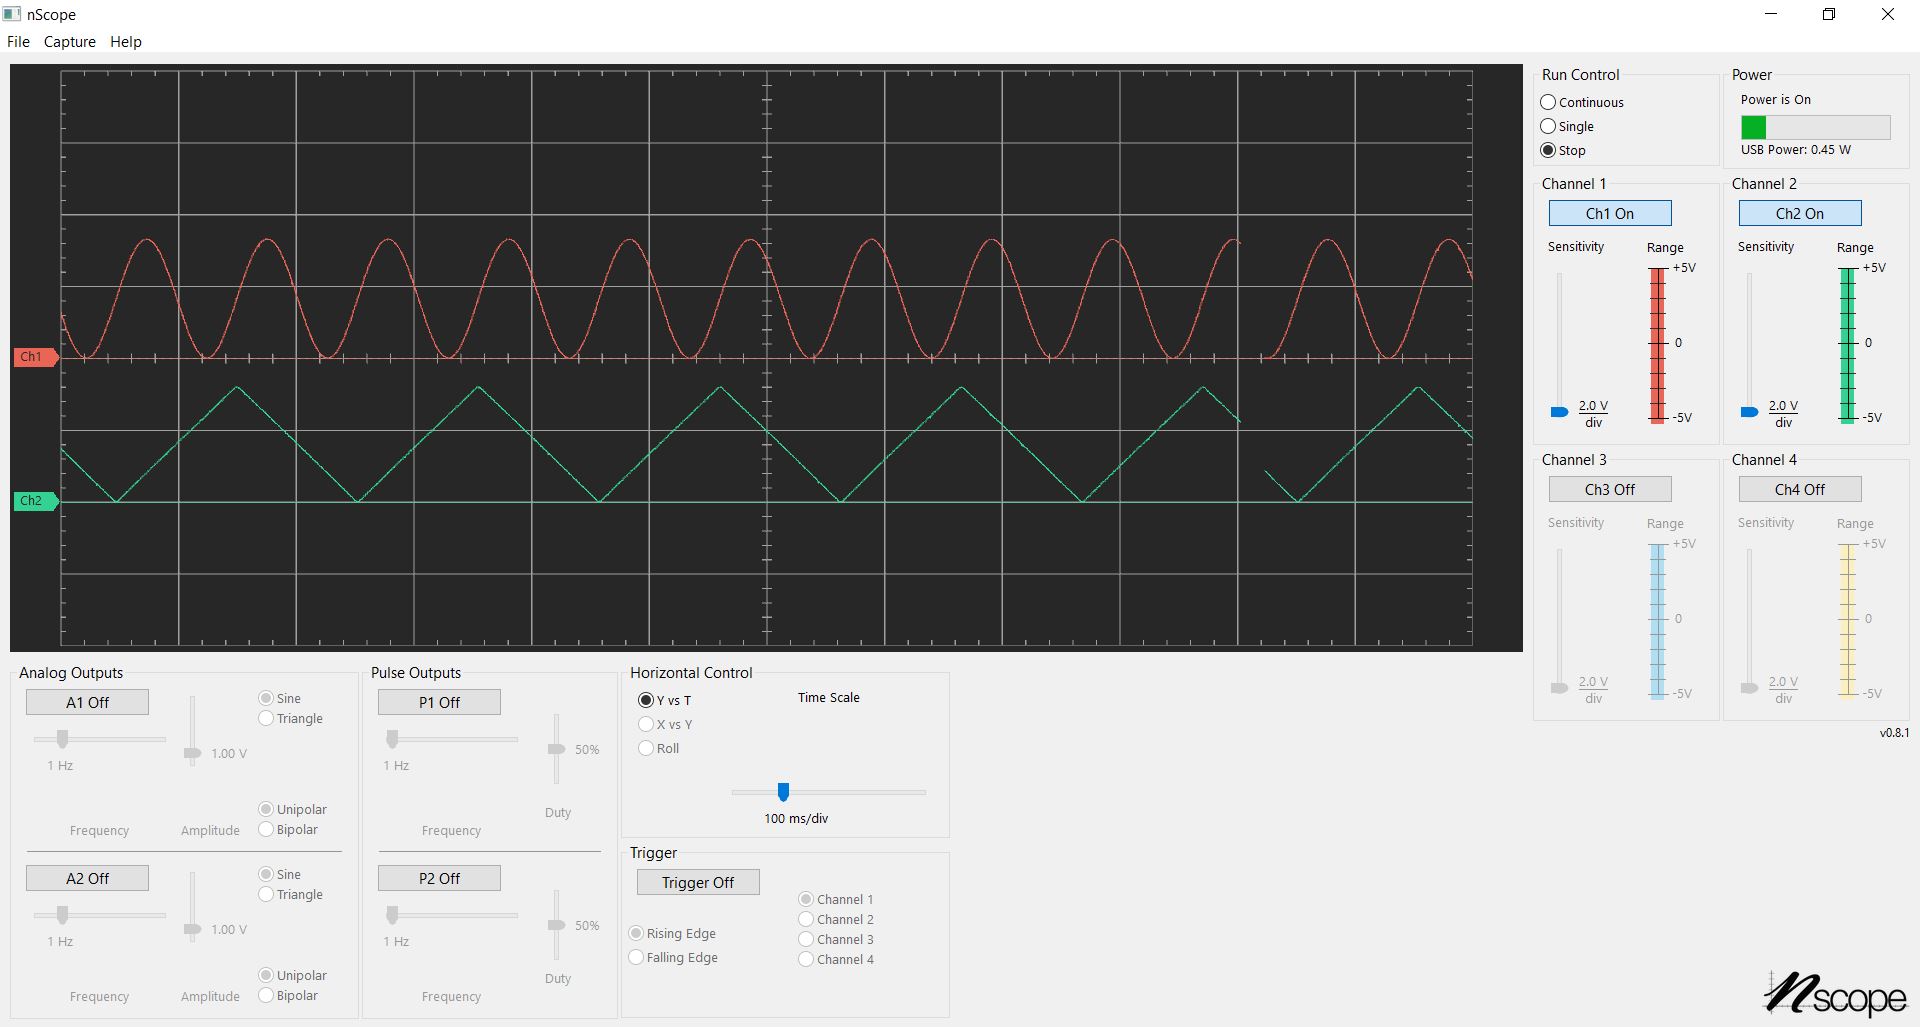 nScope
File Capture Help
Ch1
Ch2
Run Control
Continuous
Single
Stop
Power
Power is On
USB Power: 0.45 W
Channel 1
Ch1 On
Sensitivity Range
+5V
0
-5V
2.0 V
div
Channel 2
Ch2 On
Sensitivity Range
+5V
0
-5V
2.0 V
div
Channel 3
Ch3 Off
Sensitivity Range
+5V
0
-5V
2.0 V
div
Channel 4
Ch4 Off
Sensitivity Range
+5V
0
-5V
2.0 V
div
v0.8.1
Analog Outputs
A1 Off
Sine
Triangle
1.00 V
1 Hz
Unipolar
Bipolar
Frequency Amplitude
A2 Off
Sine
Triangle
1.00 V
1 Hz
Unipolar
Bipolar
Frequency Amplitude
Pulse Outputs
P1 Off
50%
1 Hz
Duty
Frequency
P2 Off
50%
1 Hz
Duty
Frequency
Horizontal Control
Y vs T
X vs Y
Roll
Time Scale
100 ms/div
Trigger
Trigger Off
Rising Edge
Falling Edge
Channel 1
Channel 2
Channel 3
Channel 4
nscope